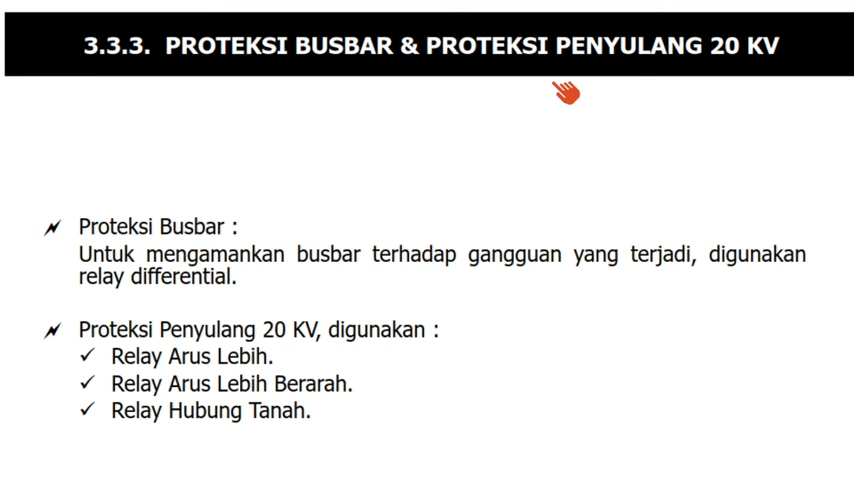 3.3.3. PROTEKSI BUSBAR & PROTEKSI PENYULANG 20 KV
Proteksi Busbar :
Untuk mengamankan busbar terhadap gangguan yang terjadi, digunakan
relay differential.
Proteksi Penyulang 20 KV, digunakan :
✓ Relay Arus Lebih.
✓ Relay Arus Lebih Berarah.
✓ Relay Hubung Tanah.